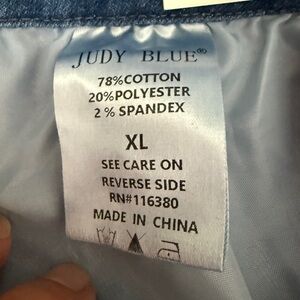 JUDY BLUE®
78%COTTON
20%POLYESTER
2% SPANDEX
XL
SEE CARE ON
REVERSE SIDE
RN#116380
MADE IN CHINA